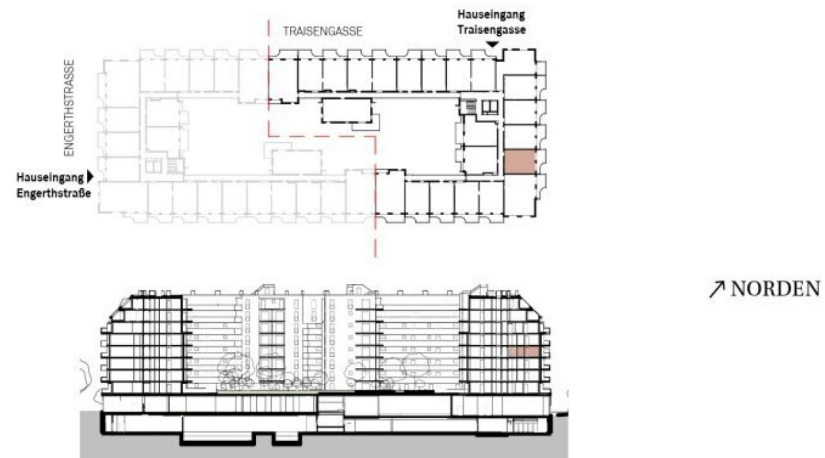 Hauseingang
Traisengasse
TRAISENGASSE
ENGERTHSTRASSE
Hauseingang
Engerthstraße
↗ NORDEN